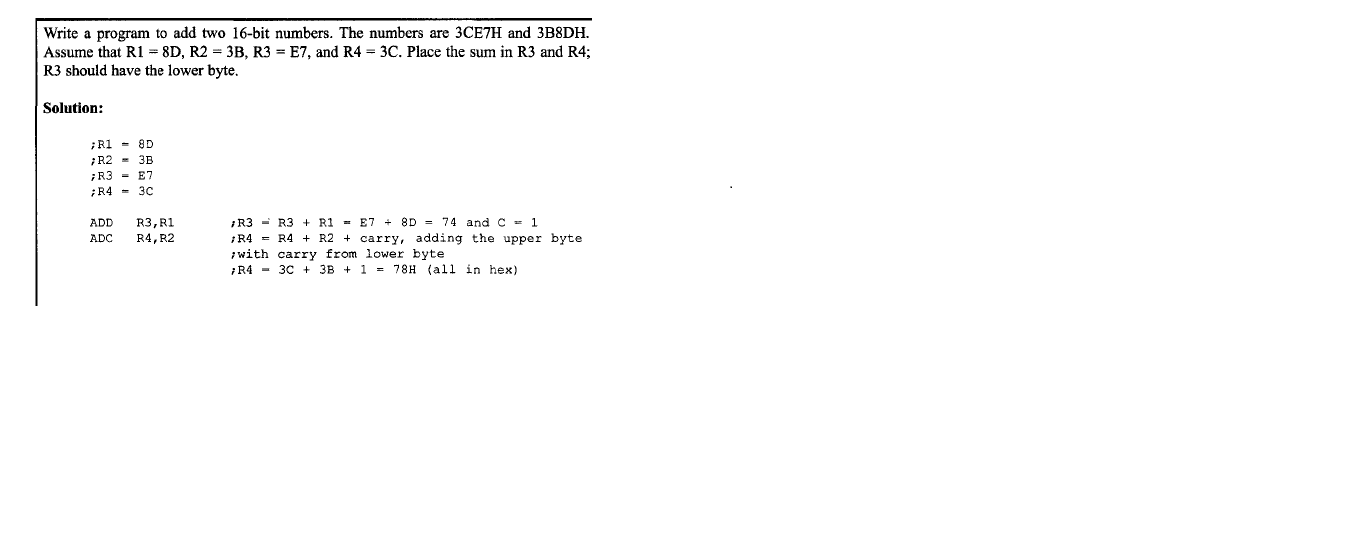 Write a program to add two 16-bit numbers. The numbers are 3CE7H and 3B8DH.
Assume that R1 = 8D, R2 = 3B, R3 = E7, and R4 = 3C. Place the sum in R3 and R4;
R3 should have the lower byte.
Solution:
;R1 = 8D
;R2 = 3B
;R3 = E7
;R4 = 3C
ADD R3,R1 ;R3 = R3 + R1 = E7 + 8D = 74 and C = 1
ADC R4,R2 ;R4 = R4 + R2 + carry, adding the upper byte
;with carry from lower byte
;R4 = 3C + 3B + 1 = 78H (all in hex)